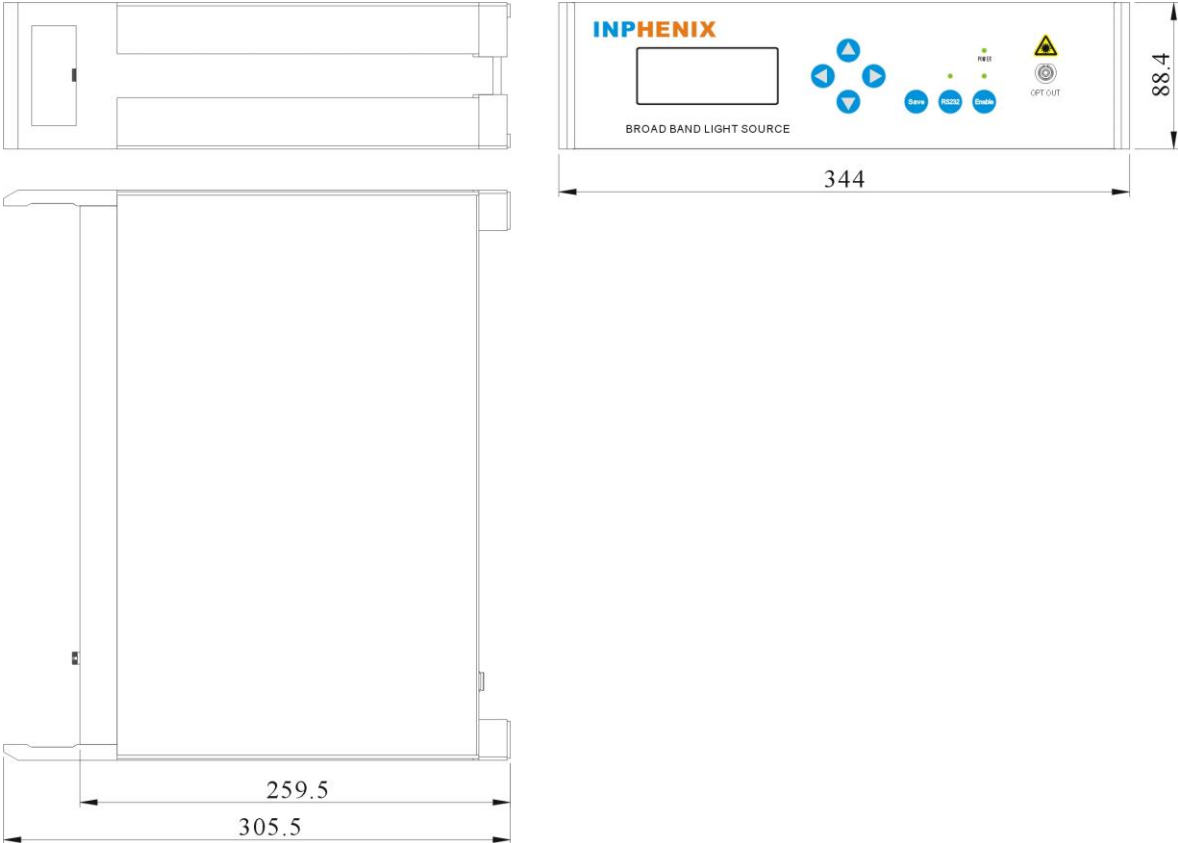 INPHENIX
POWER
OPT OUT
Save
RS232
Enable
BROAD BAND LIGHT SOURCE
88.4
344
259.5
305.5